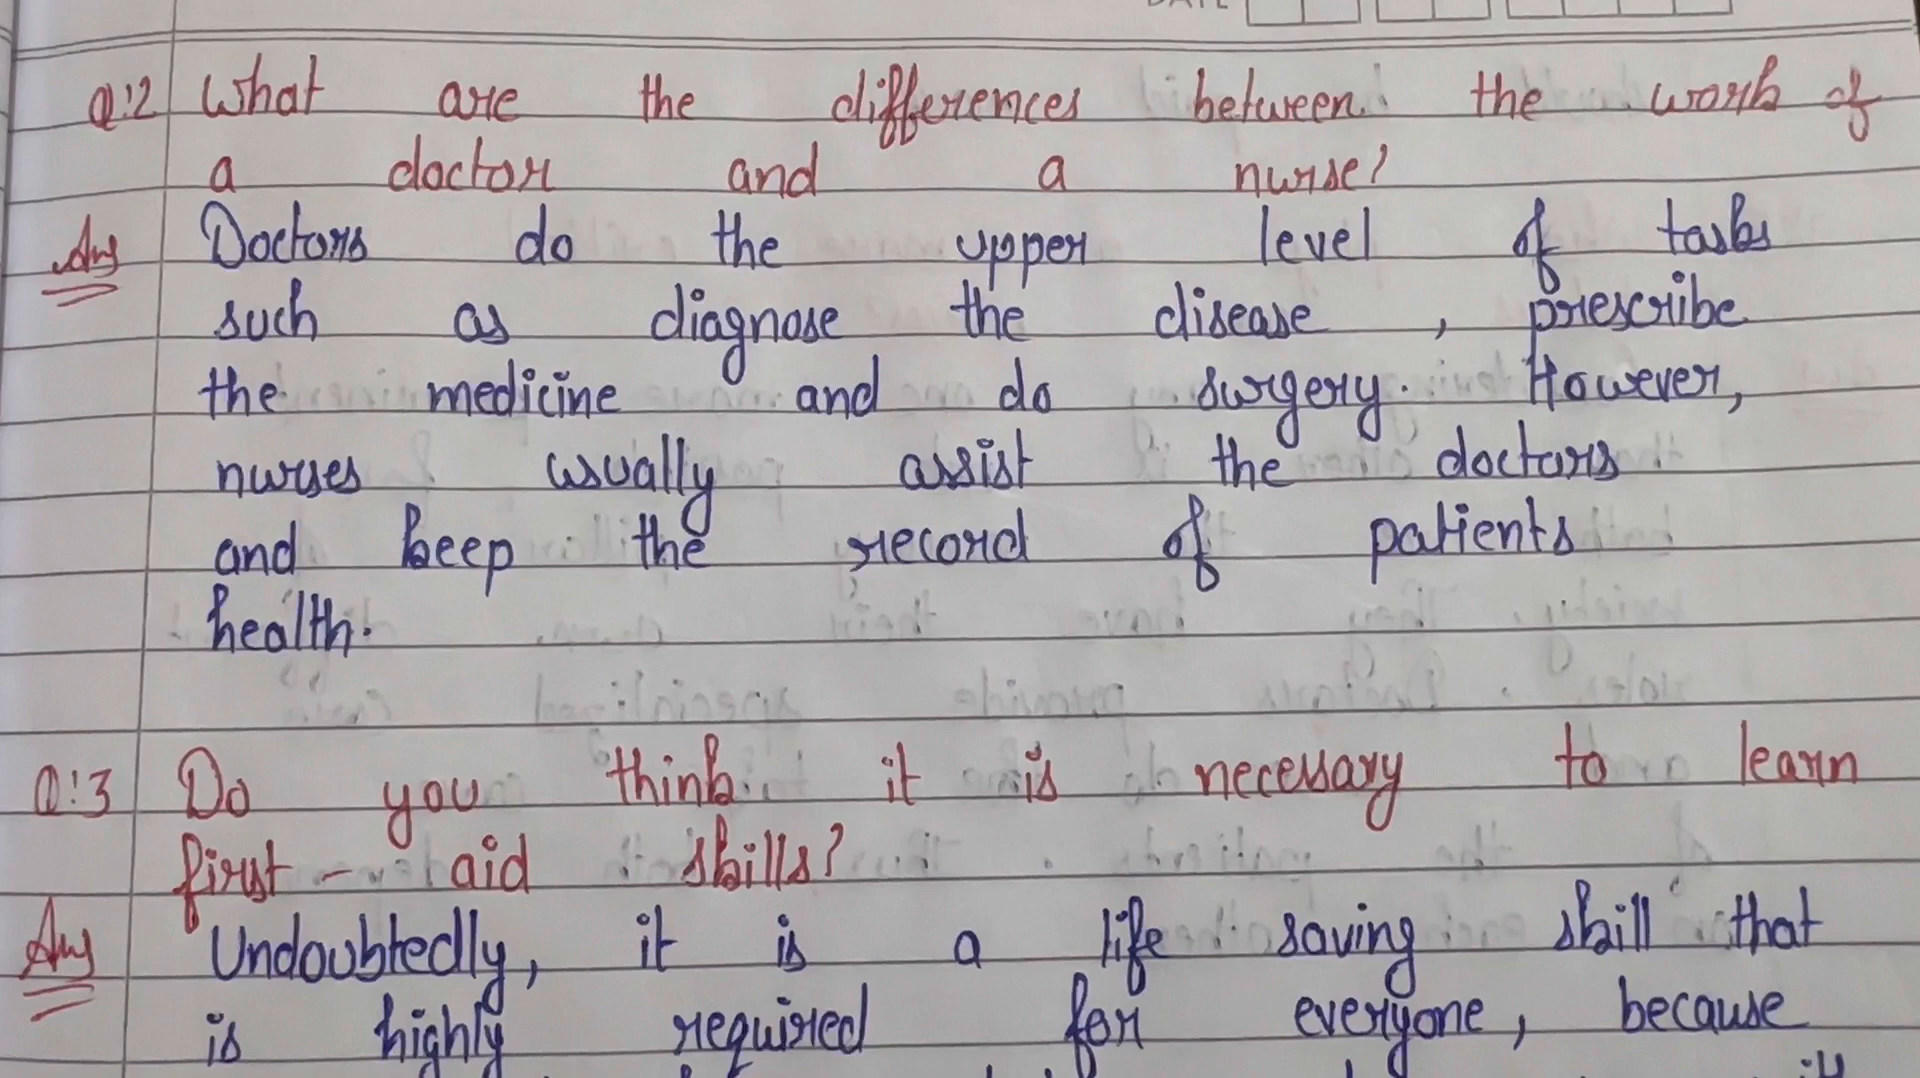 DATE
Q:2 What are the differences between the work of
a doctor and a nurse?
Ans Doctors do the upper level of tasks
such as diagnose the disease, prescribe
the medicine and do surgery. However,
nurses usually assist the doctors
and keep the record of patients
health.
Q:3 Do you think it is necessary to learn
first-aid skills?
Ans Undoubtedly, it is a life saving skill that
is highly required for everyone, because